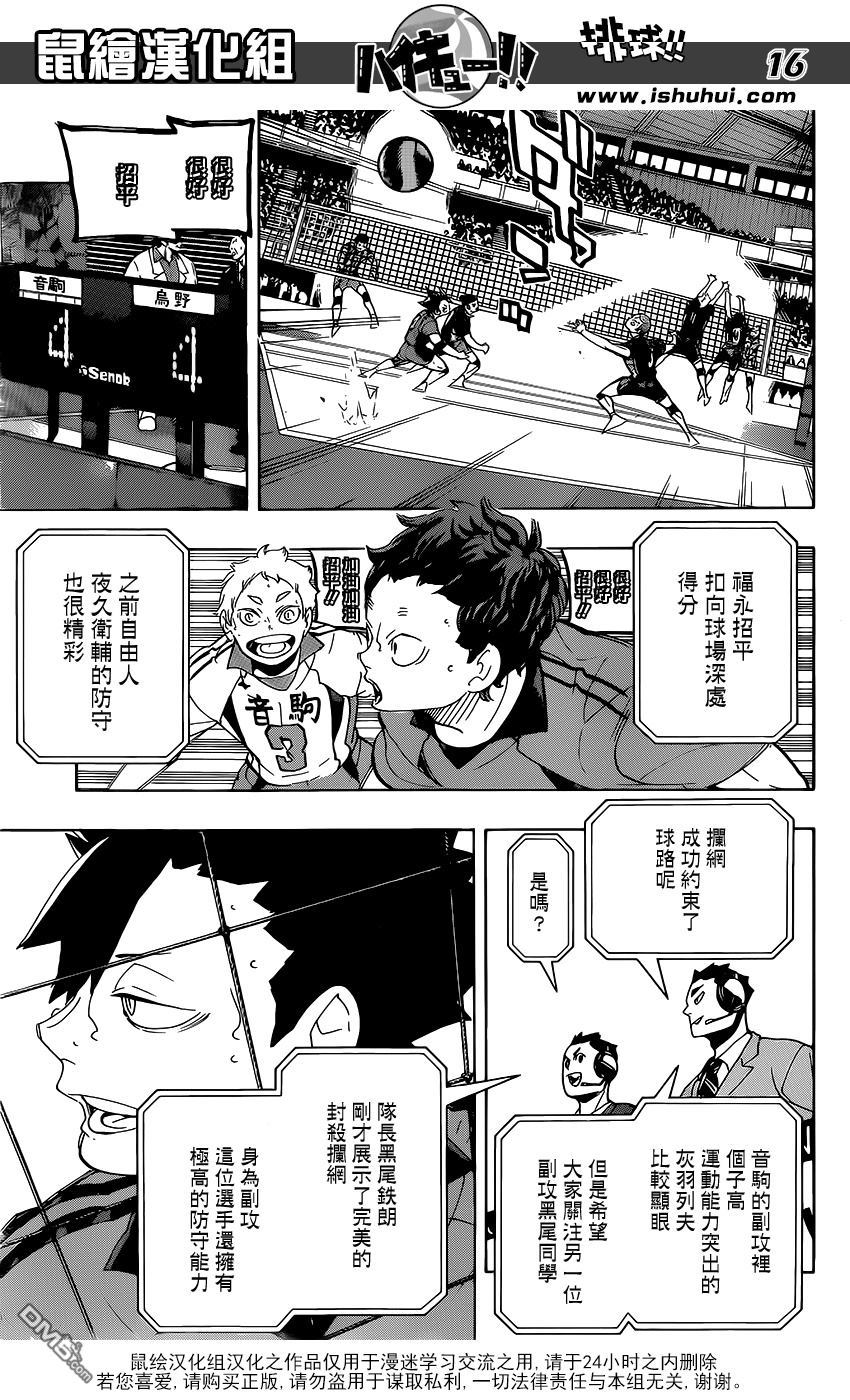 鼠繪漢化組
ハイキュー!!
排球!!
16
www.ishuhui.com
ドギャッ
很好
很好
招平
音駒
烏野
4
4
Senoh
福永招平
扣向球場深處
得分
很好
很好
招平!!
加油加油
招平!!
之前自由人
夜久衛輔的防守
也很精彩
音駒
3
攔網
成功約束了
球路呢
是嗎？
音駒的副攻裡
個子高
運動能力突出的
灰羽列夫
比較顯眼
但是希望
大家關注另一位
副攻黑尾同學
隊長黑尾鉄朗
剛才展示了完美的
封殺攔網
身為副攻
這位選手還擁有
極高的防守能力
鼠绘汉化组汉化之作品仅用于漫迷学习交流之用, 请于24小时之内删除
若您喜爱, 请购买正版, 请勿用于谋取私利, 一切法律责任与本组无关, 谢谢。